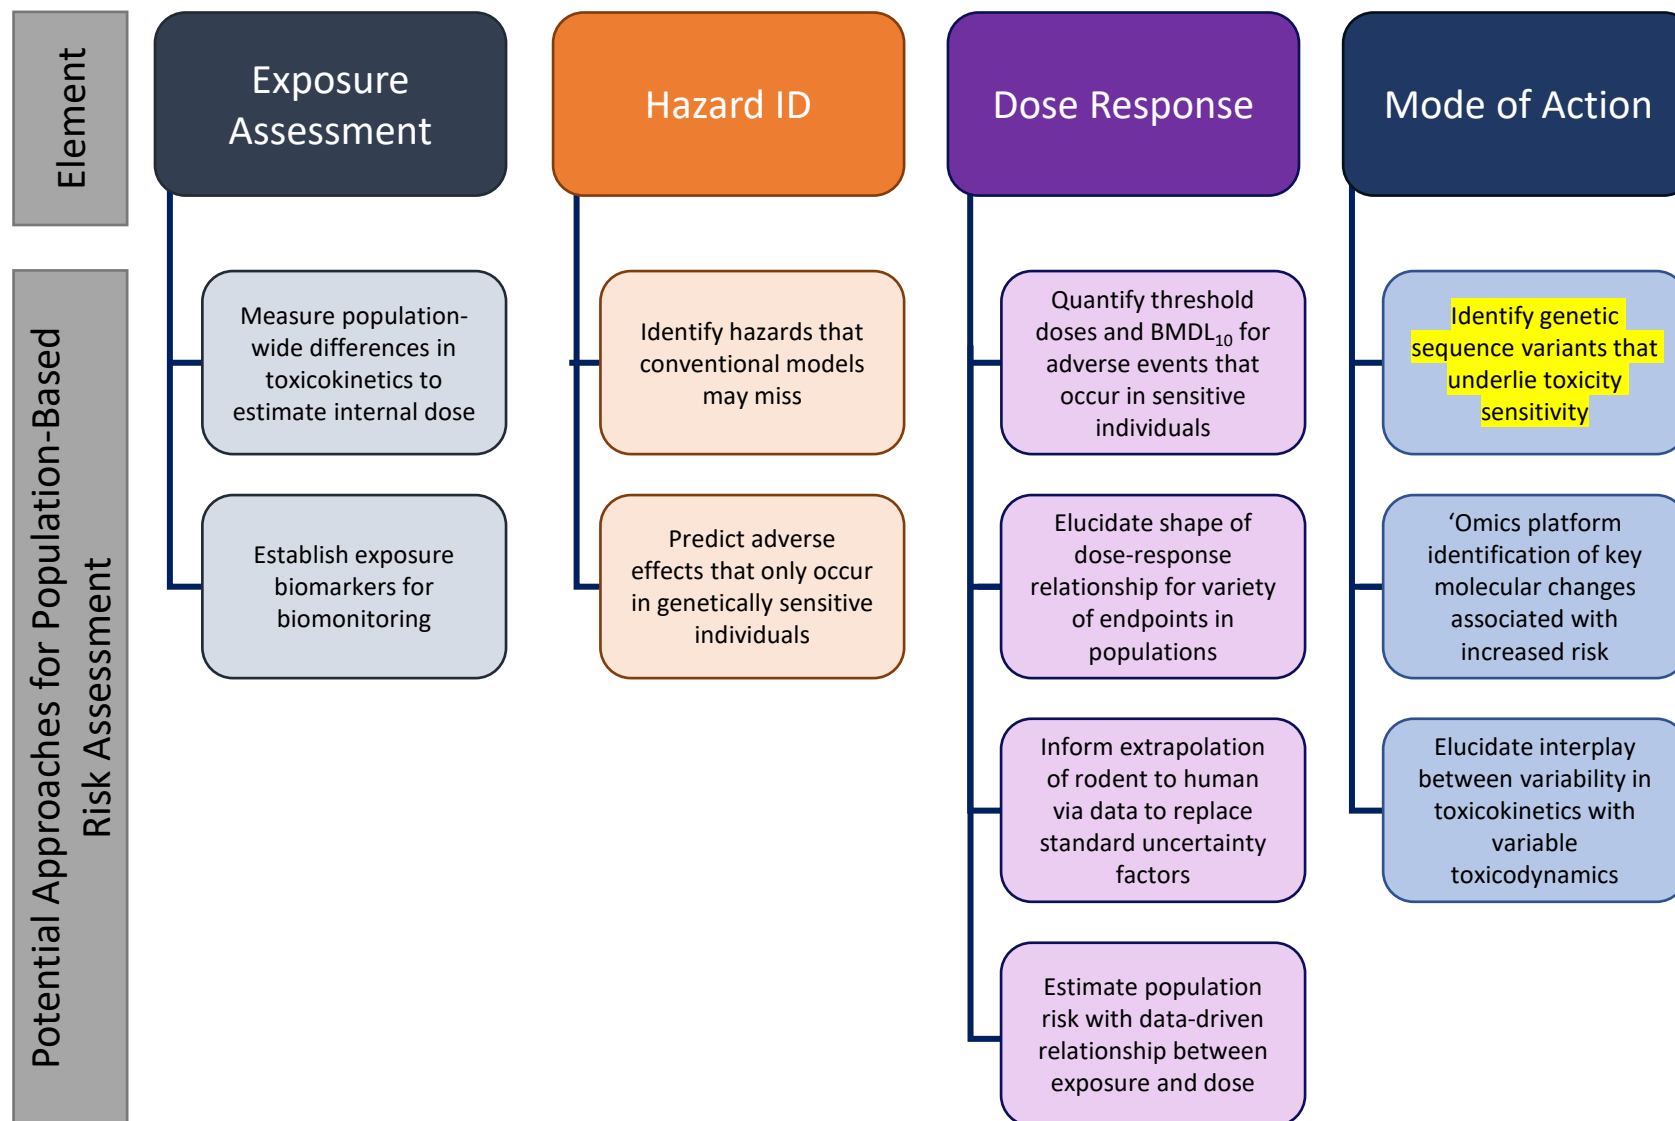 Element
Exposure
Assessment
Hazard ID
Dose Response
Mode of Action
Potential Approaches for Population-Based
Risk Assessment
Measure population-
wide differences in
toxicokinetics to
estimate internal dose
Establish exposure
biomarkers for
biomonitoring
Identify hazards that
conventional models
may miss
Predict adverse
effects that only occur
in genetically sensitive
individuals
Quantify threshold
doses and BMDL₁₀ for
adverse events that
occur in sensitive
individuals
Elucidate shape of
dose-response
relationship for variety
of endpoints in
populations
Inform extrapolation
of rodent to human
via data to replace
standard uncertainty
factors
Estimate population
risk with data-driven
relationship between
exposure and dose
Identify genetic
sequence variants that
underlie toxicity
sensitivity
‘Omics platform
identification of key
molecular changes
associated with
increased risk
Elucidate interplay
between variability in
toxicokinetics with
variable
toxicodynamics